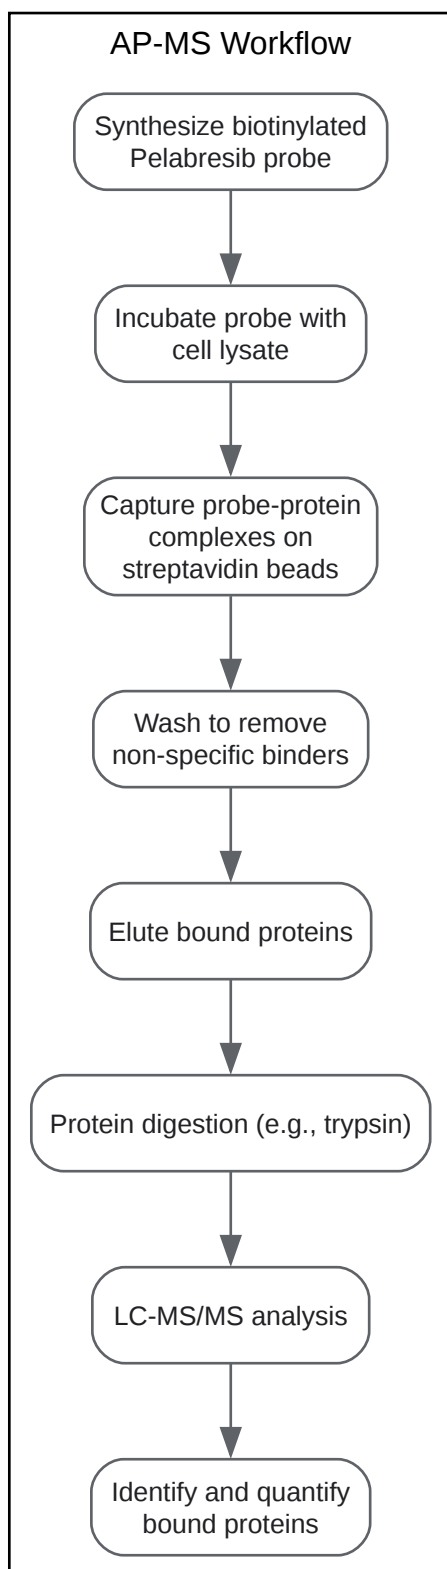 AP-MS Workflow
Synthesize biotinylated
Pelabresib probe
Incubate probe with
cell lysate
Capture probe-protein
complexes on
streptavidin beads
Wash to remove
non-specific binders
Elute bound proteins
Protein digestion (e.g., trypsin)
LC-MS/MS analysis
Identify and quantify
bound proteins